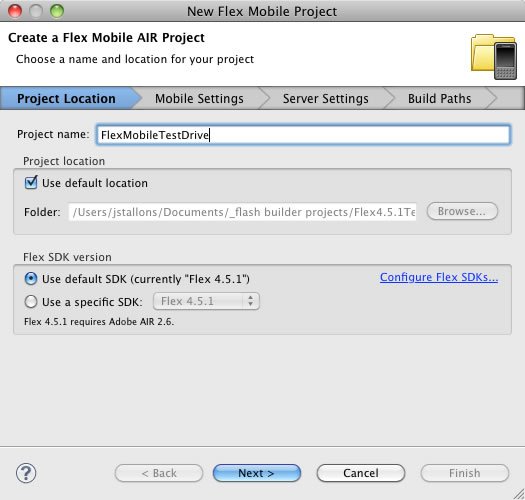 New Flex Mobile Project
Create a Flex Mobile AIR Project
Choose a name and location for your project
Project Location Mobile Settings Server Settings Build Paths
Project name: FlexMobileTestDrive
Project location
Use default location
Folder: /Users/jstallons/Documents/_flash builder projects/Flex4.5.1Te Browse...
Flex SDK version
Use default SDK (currently "Flex 4.5.1") Configure Flex SDKs...
Use a specific SDK: Flex 4.5.1
Flex 4.5.1 requires Adobe AIR 2.6.
? < Back Next > Cancel Finish